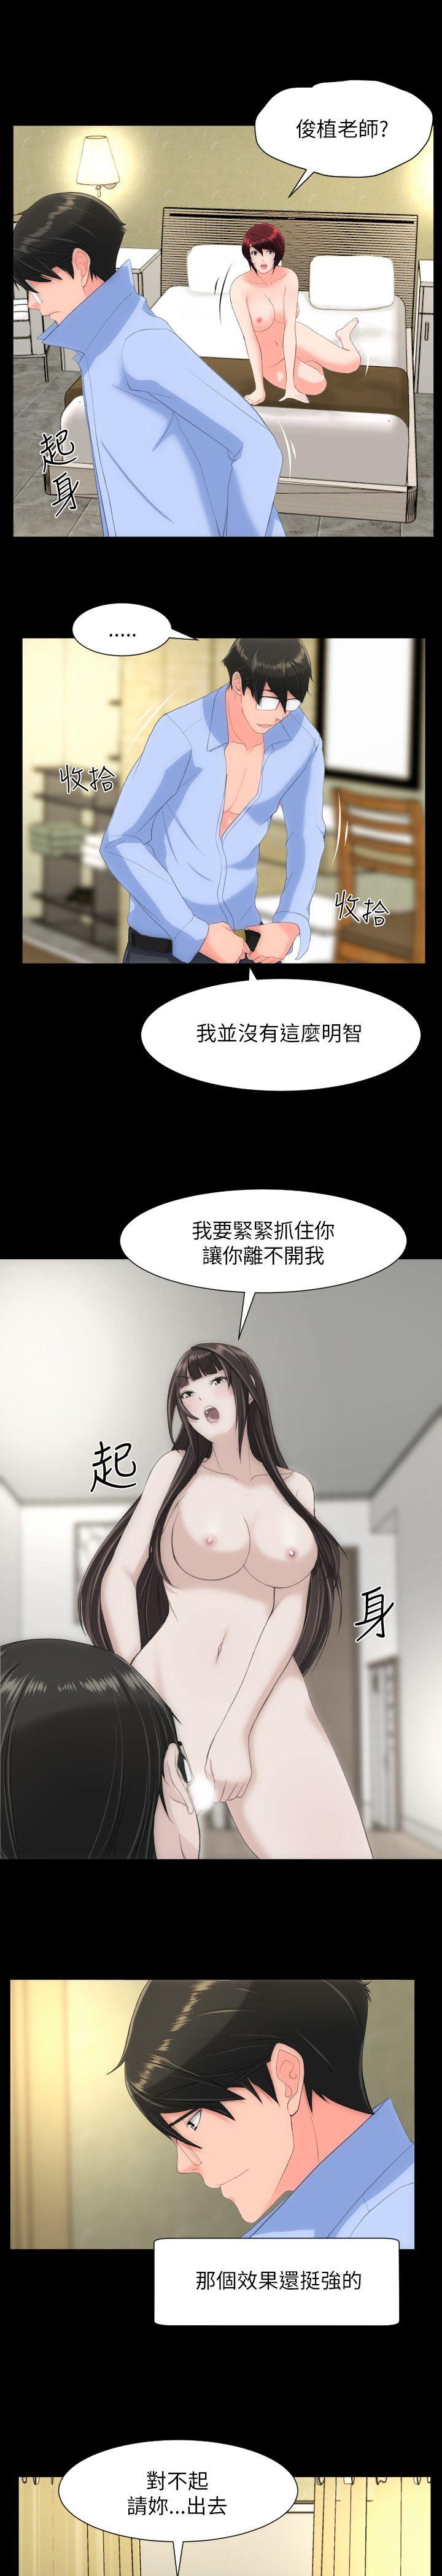 俊植老師?
起
身
.....
收拾
收拾
我並沒有這麼明智
我要緊緊抓住你
讓你離不開我
起
身
那個效果還挺強的
對不起
請妳...出去